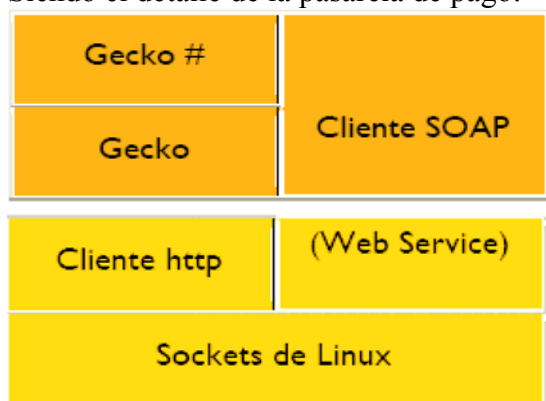 Siendo el detalle de la pasarela de pago:
Gecko #
Cliente SOAP
Gecko
Cliente http
(Web Service)
Sockets de Linux